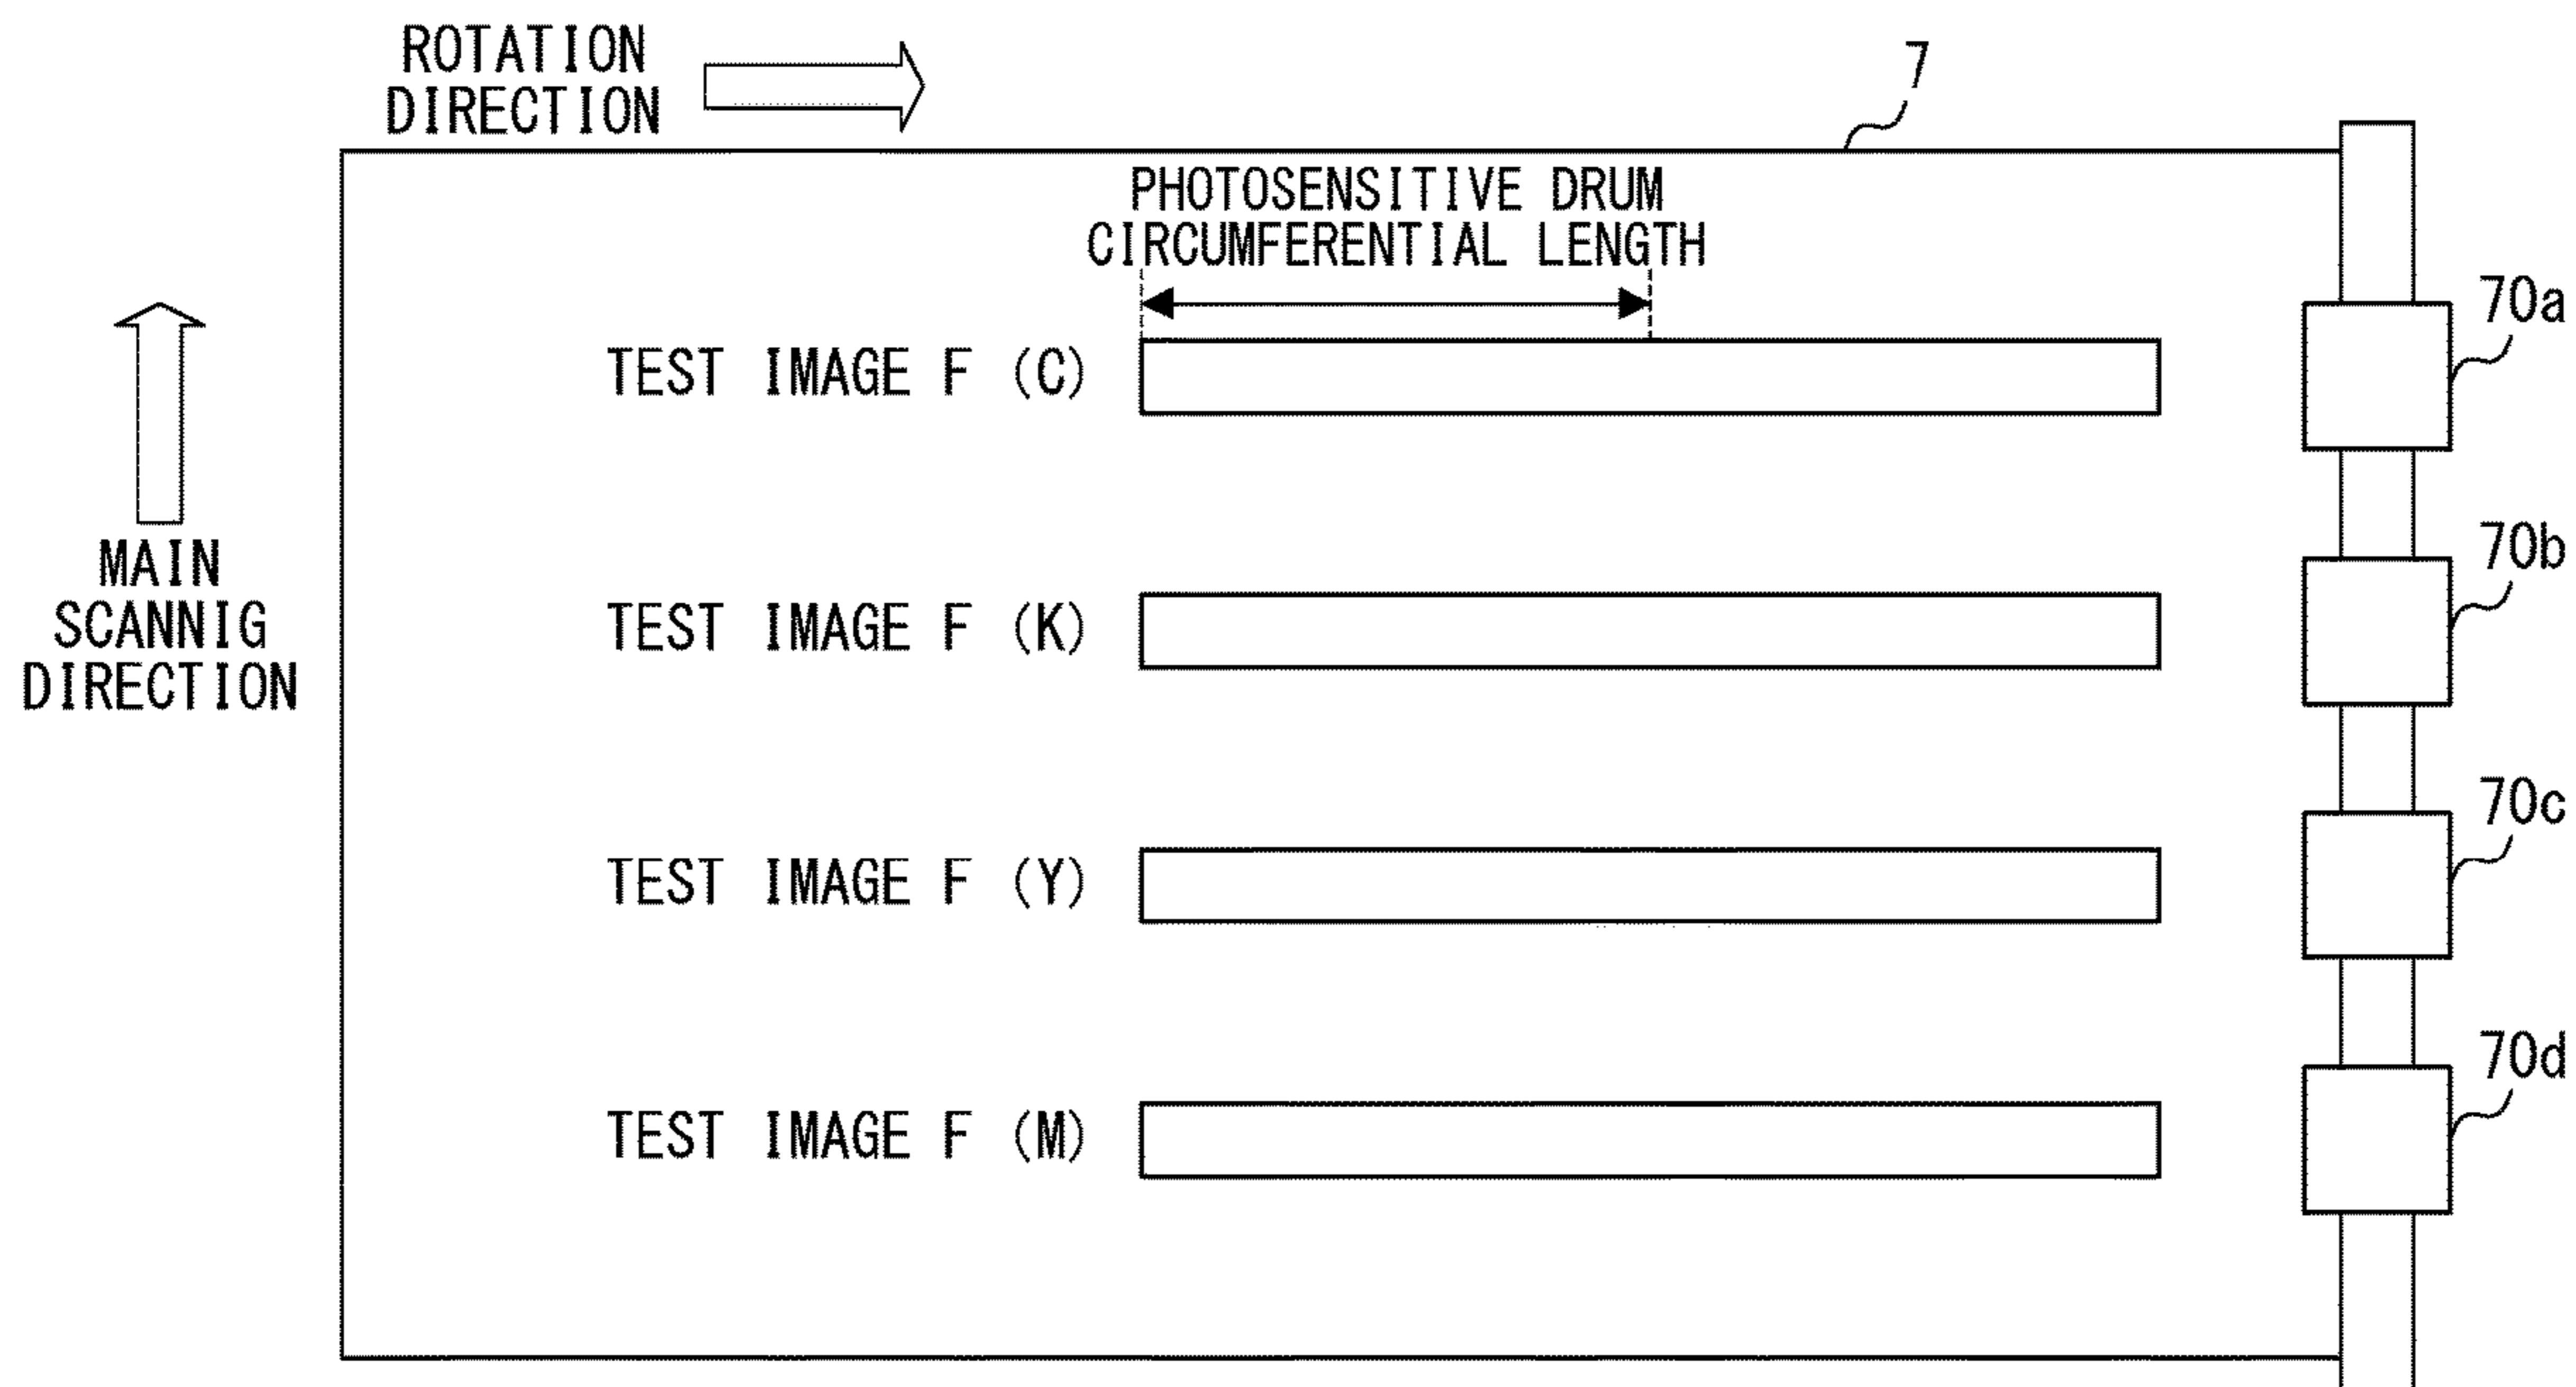 ROTATION
DIRECTION
7
PHOTOSENSITIVE DRUM
CIRCUMFERENTIAL LENGTH
70a
TEST IMAGE F (C)
MAIN
SCANNIG
DIRECTION
70b
TEST IMAGE F (K)
70c
TEST IMAGE F (Y)
70d
TEST IMAGE F (M)